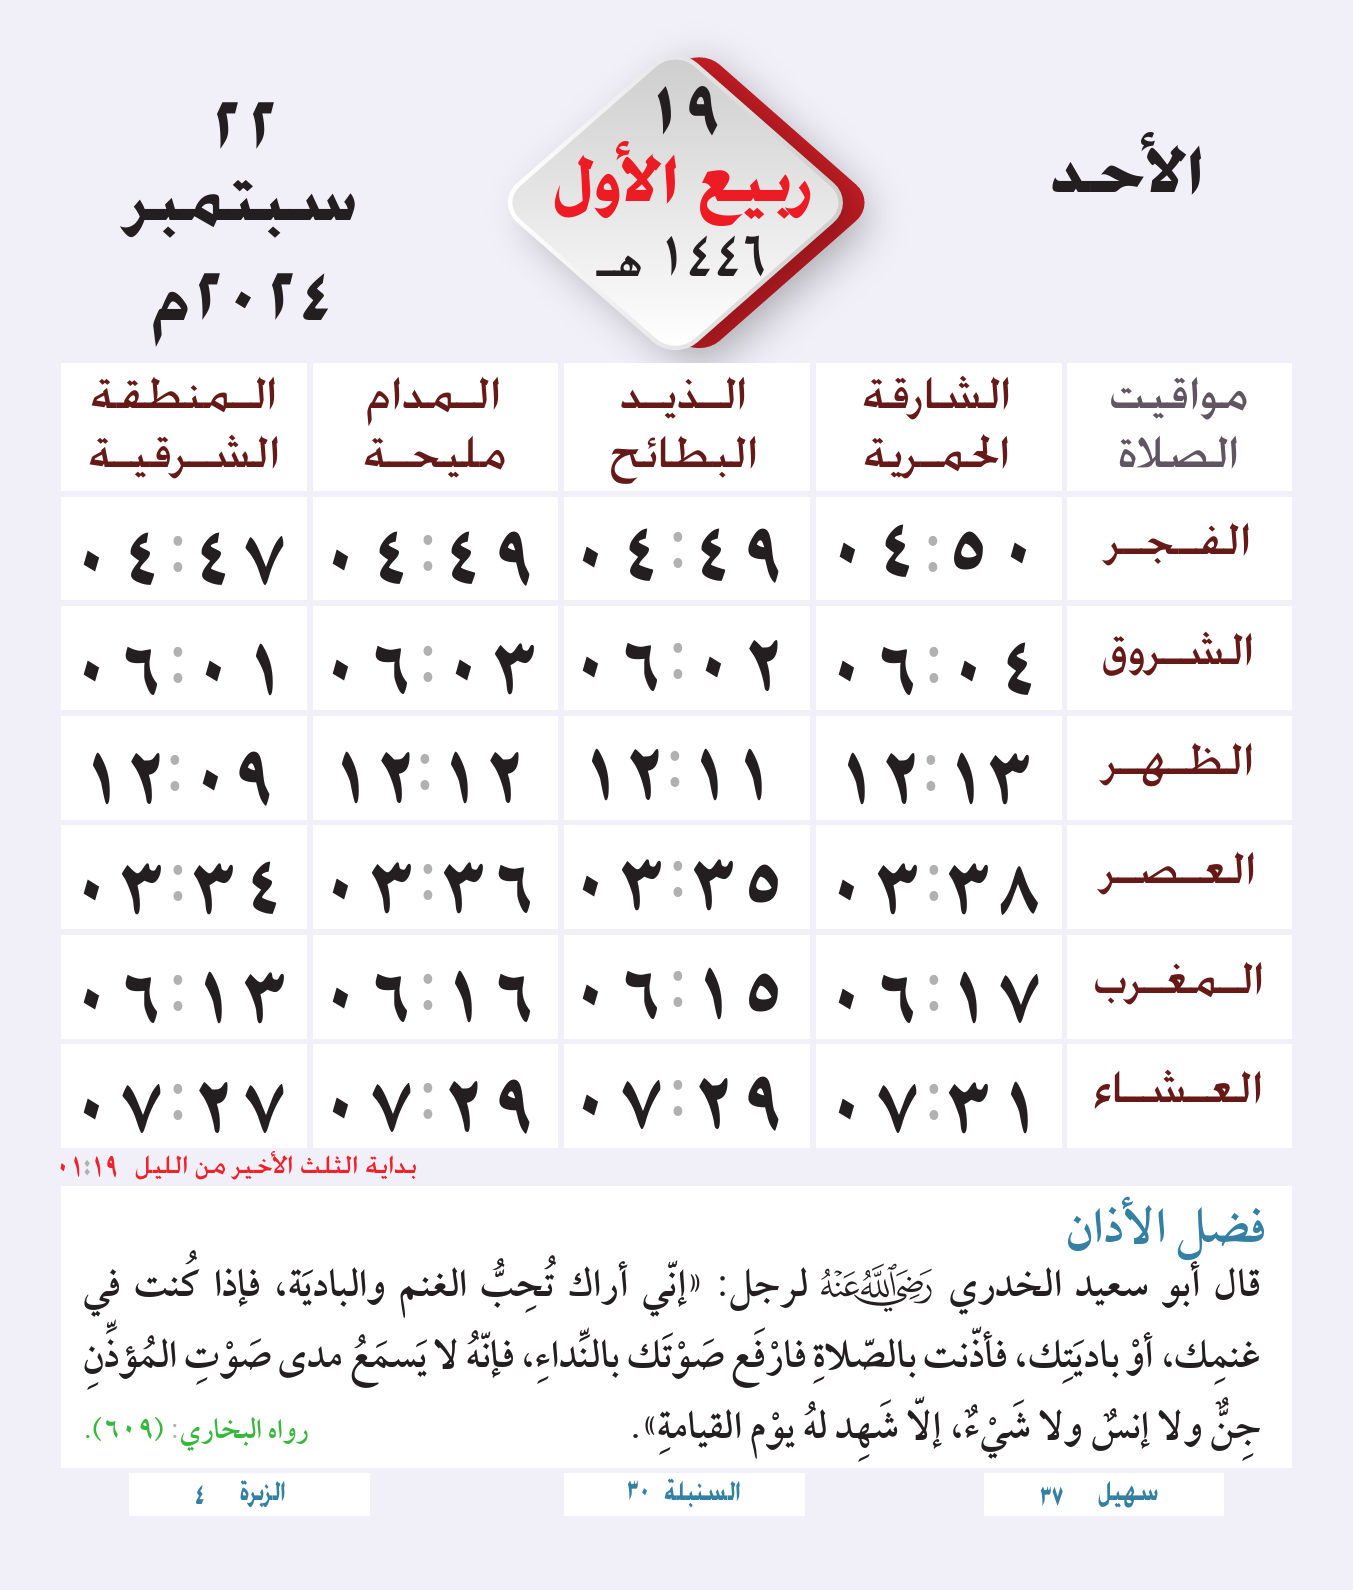 الأحد
١٩
ربيع الأول
١٤٤٦ هـ
٢٢
سبتمبر
٢٠٢٤م
مواقيت الصلاة
الشارقة الحمرية
الذيد البطائح
المدام مليحة
المنطقة الشرقية
الفجر ٠٤:٥٠ ٠٤:٤٩ ٠٤:٤٩ ٠٤:٤٧
الشروق ٠٦:٠٤ ٠٦:٠٢ ٠٦:٠٣ ٠٦:٠١
الظهر ١٢:١٣ ١٢:١١ ١٢:١٢ ١٢:٠٩
العصر ٠٣:٣٨ ٠٣:٣٥ ٠٣:٣٦ ٠٣:٣٤
المغرب ٠٦:١٧ ٠٦:١٥ ٠٦:١٦ ٠٦:١٣
العشاء ٠٧:٣١ ٠٧:٢٩ ٠٧:٢٩ ٠٧:٢٧
بداية الثلث الأخير من الليل ٠١:١٩
فضل الأذان
قال أبو سعيد الخدري رَضِيَ اللَّهُ عَنْهُ لرجل: «إنّي أراك تُحِبُّ الغنم والباديَة، فإذا كُنت في
غنمِك، أوْ باديَتِك، فأذّنت بالصّلاةِ فارْفَع صَوْتَك بالنِّداءِ، فإنّهُ لا يَسمَعُ مدى صَوْتِ المُؤذِّنِ
جِنٌّ ولا إنسٌ ولا شَيْءٌ، إلاّ شَهِد لهُ يوْم القيامةِ».
رواه البخاري: (٦٠٩).
سهيل ٣٧
السنبلة ٣٠
الزبرة ٤